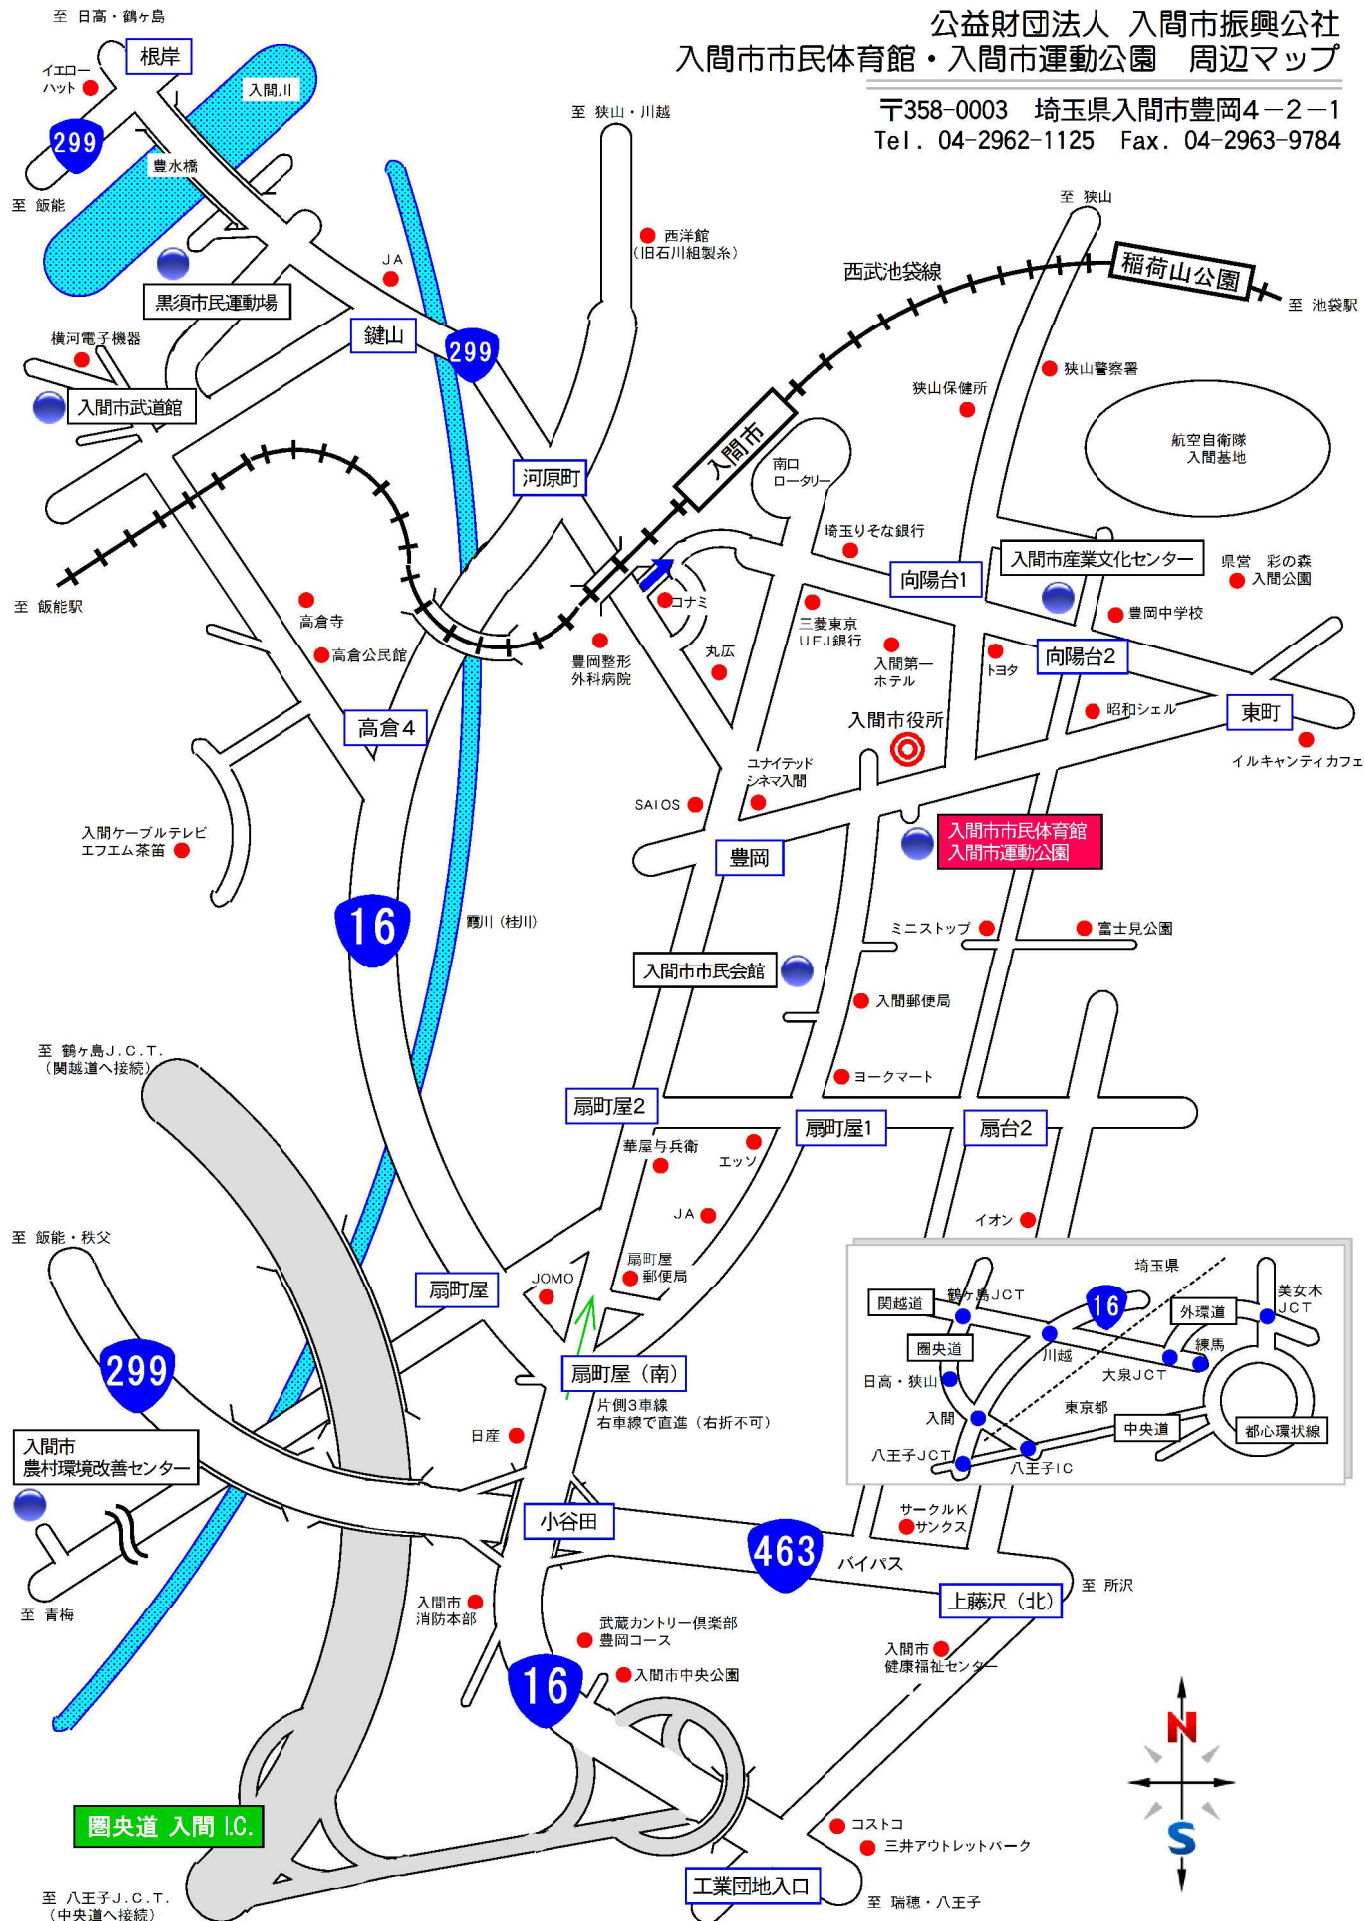 公益財団法人 入間市振興公社
入間市市民体育館・入間市運動公園 周辺マップ
〒358-0003 埼玉県入間市豊岡4-2-1
Tel. 04-2962-1125 Fax. 04-2963-9784
至 日高・鶴ヶ島
根岸
イエロー
ハット
入間川
299
豊水橋
至 飯能
至 狭山・川越
至 狭山
西洋館
(旧石川組製糸)
JA
西武池袋線
稲荷山公園
至 池袋駅
黒須市民運動場
横河電子機器
鍵山
299
狭山警察署
狭山保健所
入間市武道館
入間市
航空自衛隊
入間基地
河原町
南口
ロータリー
埼玉りそな銀行
入間市産業文化センター
県営 彩の森
入間公園
向陽台1
至 飯能駅
高倉寺
コナミ
三菱東京
UFJ銀行
豊岡中学校
高倉公民館
豊岡整形
外科病院
丸広
入間第一
ホテル
トヨタ
向陽台2
高倉4
入間市役所
昭和シェル
東町
イルキャンティカフェ
ユナイテッド
シネマ入間
SAIOS
入間ケーブルテレビ
エフエム茶笛
豊岡
入間市市民体育館
入間市運動公園
16
霞川(桂川)
ミニストップ
富士見公園
入間市市民会館
入間郵便局
至 鶴ヶ島J.C.T.
(関越道へ接続)
ヨークマート
扇町屋2
扇町屋1
扇台2
華屋与兵衛
エッソ
JA
イオン
至 飯能・秩父
扇町屋
郵便局
扇町屋
JOMO
埼玉県
関越道
鶴ヶ島JCT
16
外環道
美女木
JCT
圏央道
川越
練馬
大泉JCT
日高・狭山
入間
東京都
中央道
都心環状線
八王子JCT
八王子IC
299
扇町屋(南)
片側3車線
右車線で直進(右折不可)
日産
入間市
農村環境改善センター
小谷田
463
バイパス
サークルK
サンクス
至 青梅
入間市
消防本部
上藤沢(北)
至 所沢
武蔵カントリー倶楽部
豊岡コース
入間市
健康福祉センター
16
入間市中央公園
N
S
圏央道 入間 I.C.
コストコ
三井アウトレットパーク
工業団地入口
至 瑞穂・八王子
至 八王子J.C.T.
(中央道へ接続)